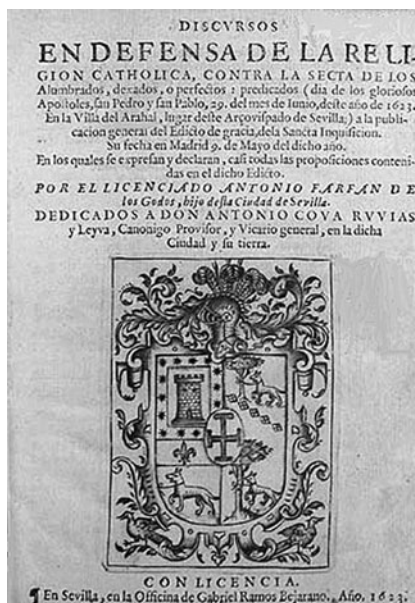 DISCVRSOS
EN DEFENSA DE LA RELI-
GION CATHOLICA, CONTRA LA SECTA DE LOS
Alumbrados, dexados, o perfectos: predicados (dia de los gloriosos
Apostoles, san Pedro y san Pablo, 29. del mes de Iunio, deste año de 1623.
En la Villa del Arahal, lugar deste Arçovispado de Sevilla;) a la publi-
cacion general del Edicto de gracia, dela Sancta Inquisicion.
Su fecha en Madrid 9. de Mayo del dicho año.
En los quales se expresan y declaran, casi todas las proposiciones conteni-
das en el dicho Edicto.
POR EL LICENCIADO ANTONIO FARFAN DE
los Godos, hijo desta Ciudad de Sevilla.
DEDICADOS A DON ANTONIO COVA RVVIAS
y Leyva, Canonigo Provisor, y Vicario general, en la dicha
Ciudad y su tierra.
CON LICENCIA.
¶ En Sevilla, en la Officina de Gabriel Ramos Bejarano, Año, 1623.